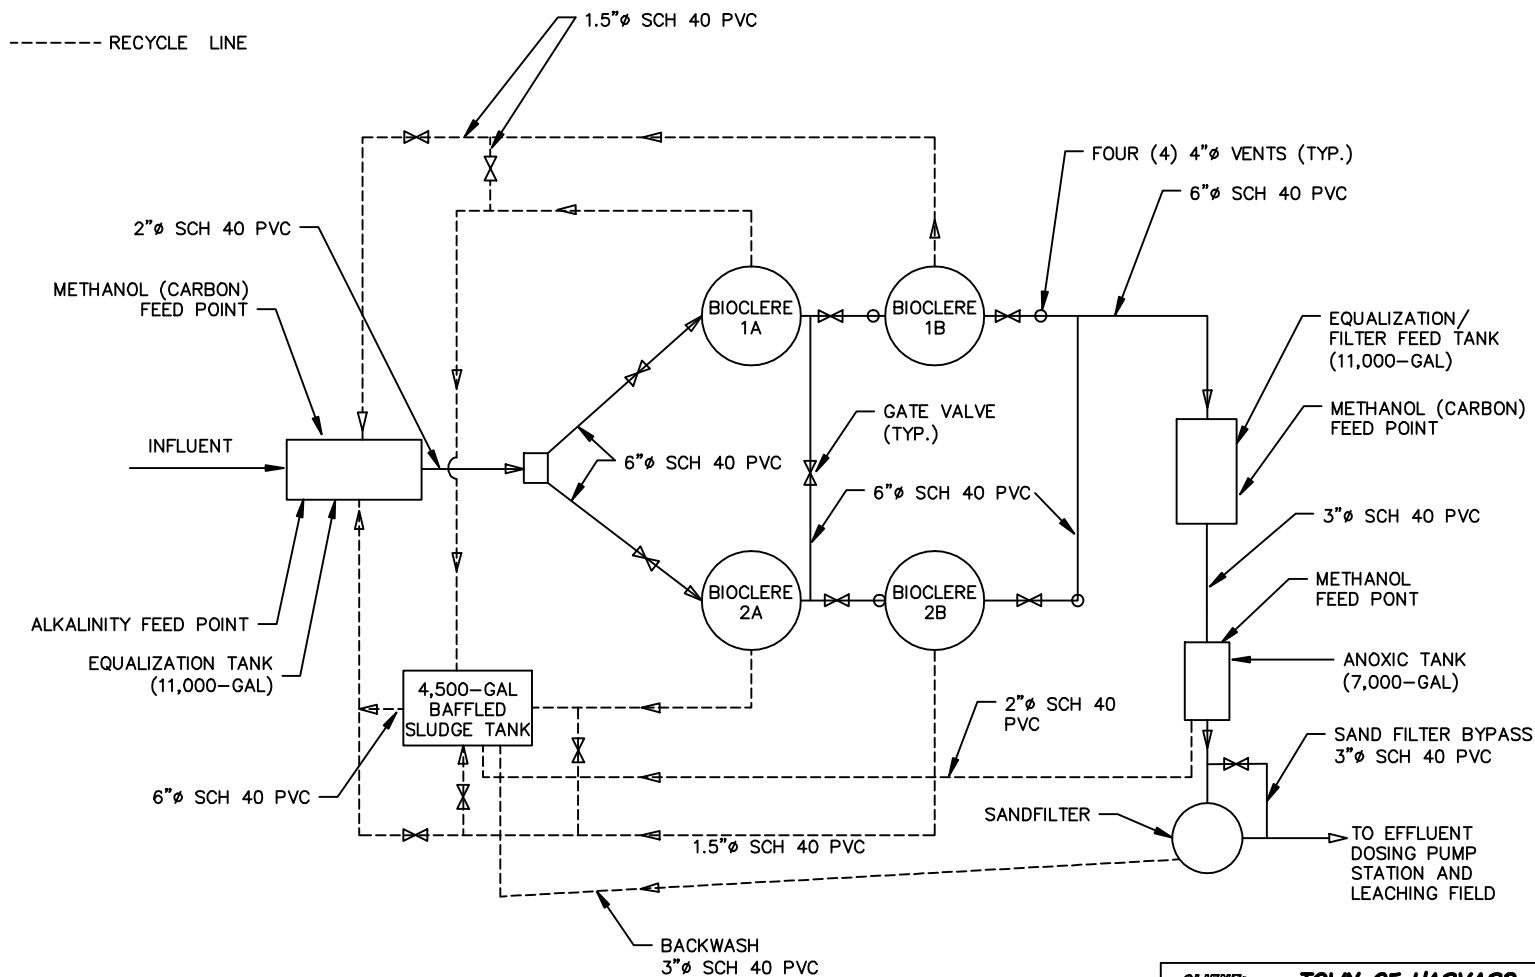 1.5"ø SCH 40 PVC
RECYCLE LINE
FOUR (4) 4"ø VENTS (TYP.)
6"ø SCH 40 PVC
2"ø SCH 40 PVC
METHANOL (CARBON)
FEED POINT
BIOCLERE
1A
BIOCLERE
1B
EQUALIZATION/
FILTER FEED TANK
(11,000-GAL)
GATE VALVE
(TYP.)
METHANOL (CARBON)
FEED POINT
INFLUENT
6"ø SCH 40 PVC
6"ø SCH 40 PVC
3"ø SCH 40 PVC
METHANOL
FEED PONT
BIOCLERE
2A
BIOCLERE
2B
ALKALINITY FEED POINT
EQUALIZATION TANK
(11,000-GAL)
ANOXIC TANK
(7,000-GAL)
4,500-GAL
BAFFLED
SLUDGE TANK
2"ø SCH 40
PVC
SAND FILTER BYPASS
3"ø SCH 40 PVC
6"ø SCH 40 PVC
SANDFILTER
1.5"ø SCH 40 PVC
TO EFFLUENT
DOSING PUMP
STATION AND
LEACHING FIELD
BACKWASH
3"ø SCH 40 PVC